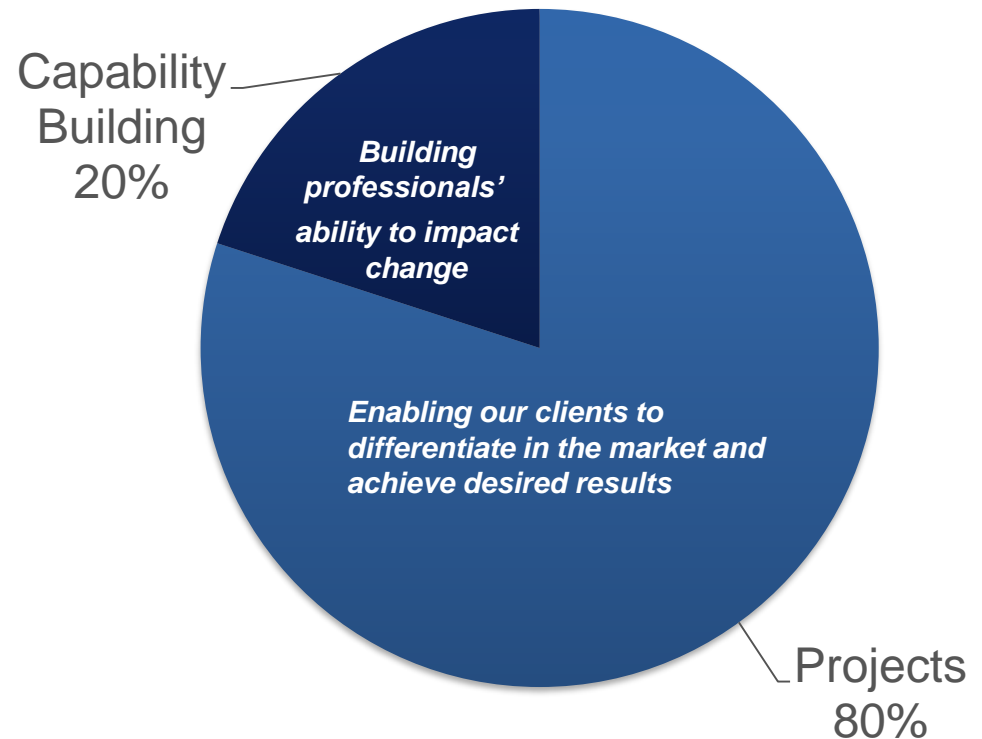 Capability
Building
20%
Building
professionals’
ability to impact
change
Enabling our clients to
differentiate in the market and
achieve desired results
Projects
80%